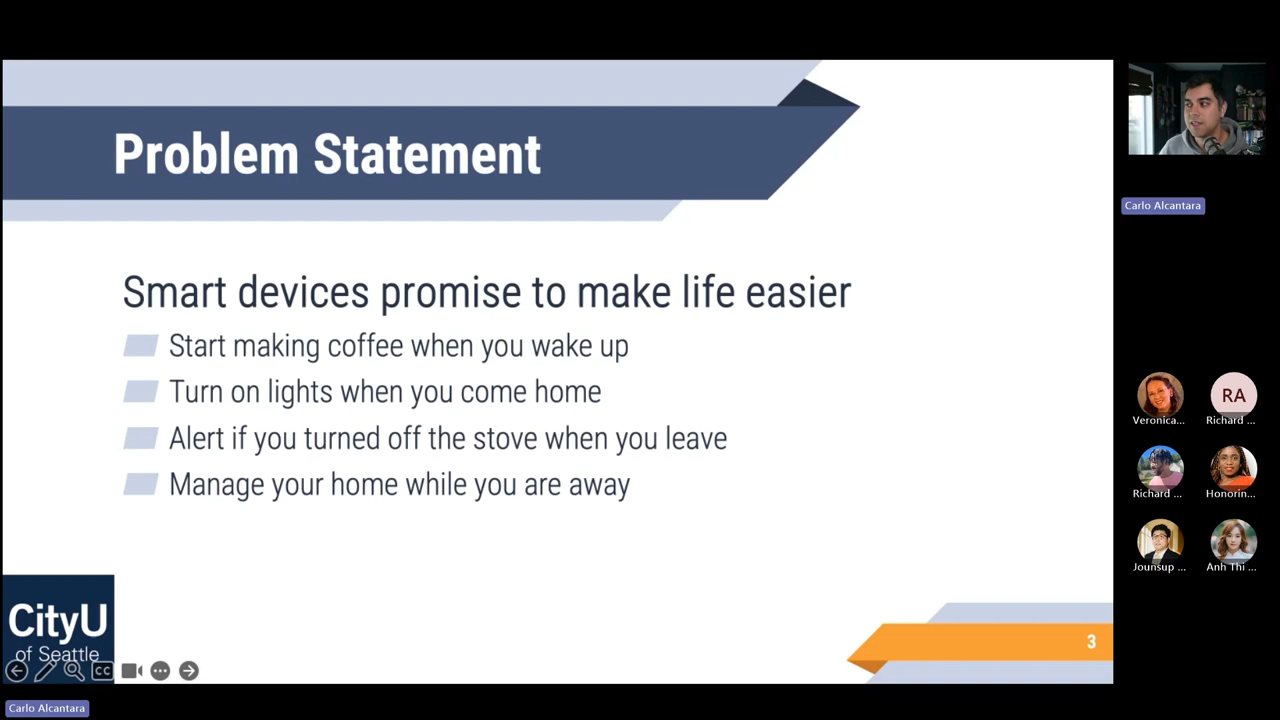 Problem Statement
Smart devices promise to make life easier
Start making coffee when you wake up
Turn on lights when you come home
Alert if you turned off the stove when you leave
Manage your home while you are away
CityU
of Seattle
CC
3
Carlo Alcantara
Carlo Alcantara
Veronica...
RA
Richard ...
Richard ...
Honorin...
Jounsup ...
Anh Thi ...